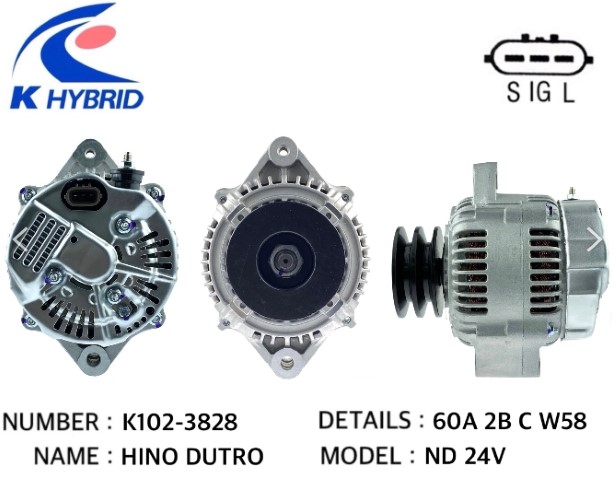 K HYBRID
S IG L
NUMBER : K102-3828
DETAILS : 60A 2B C W58
NAME : HINO DUTRO
MODEL : ND 24V